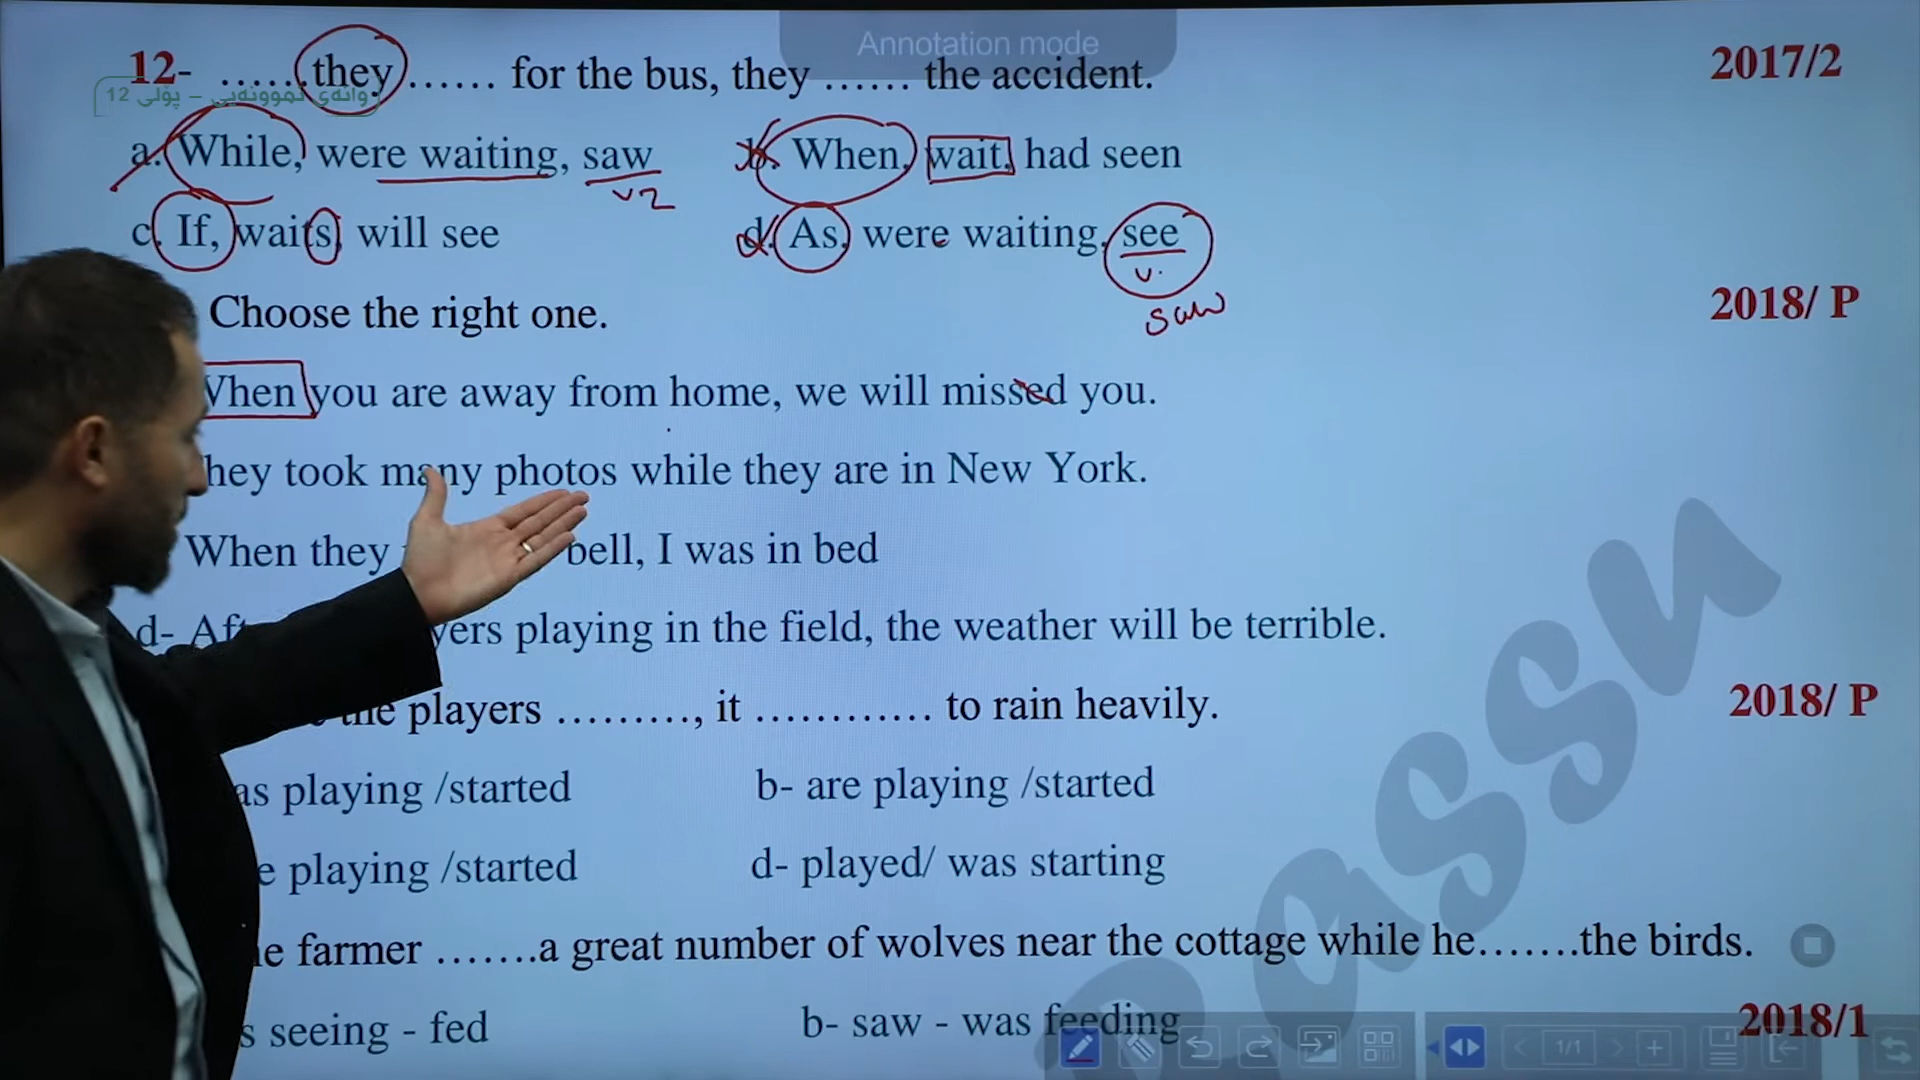 Annotation mode
12- ......they...... for the bus, they ...... the accident. 2017/2
وانەی نموونەیی – پۆلی 12
a. While, were waiting, saw b. When, wait, had seen
v2
c. If, waits, will see d. As, were waiting, see
v.
saw
Choose the right one. 2018/ P
When you are away from home, we will missed you.
hey took many photos while they are in New York.
When they bell, I was in bed
d- Aft yers playing in the field, the weather will be terrible.
the players ........., it ............ to rain heavily. 2018/ P
as playing /started b- are playing /started
e playing /started d- played/ was starting
he farmer .......a great number of wolves near the cottage while he.......the birds.
s seeing - fed b- saw - was feeding 2018/1
1/1